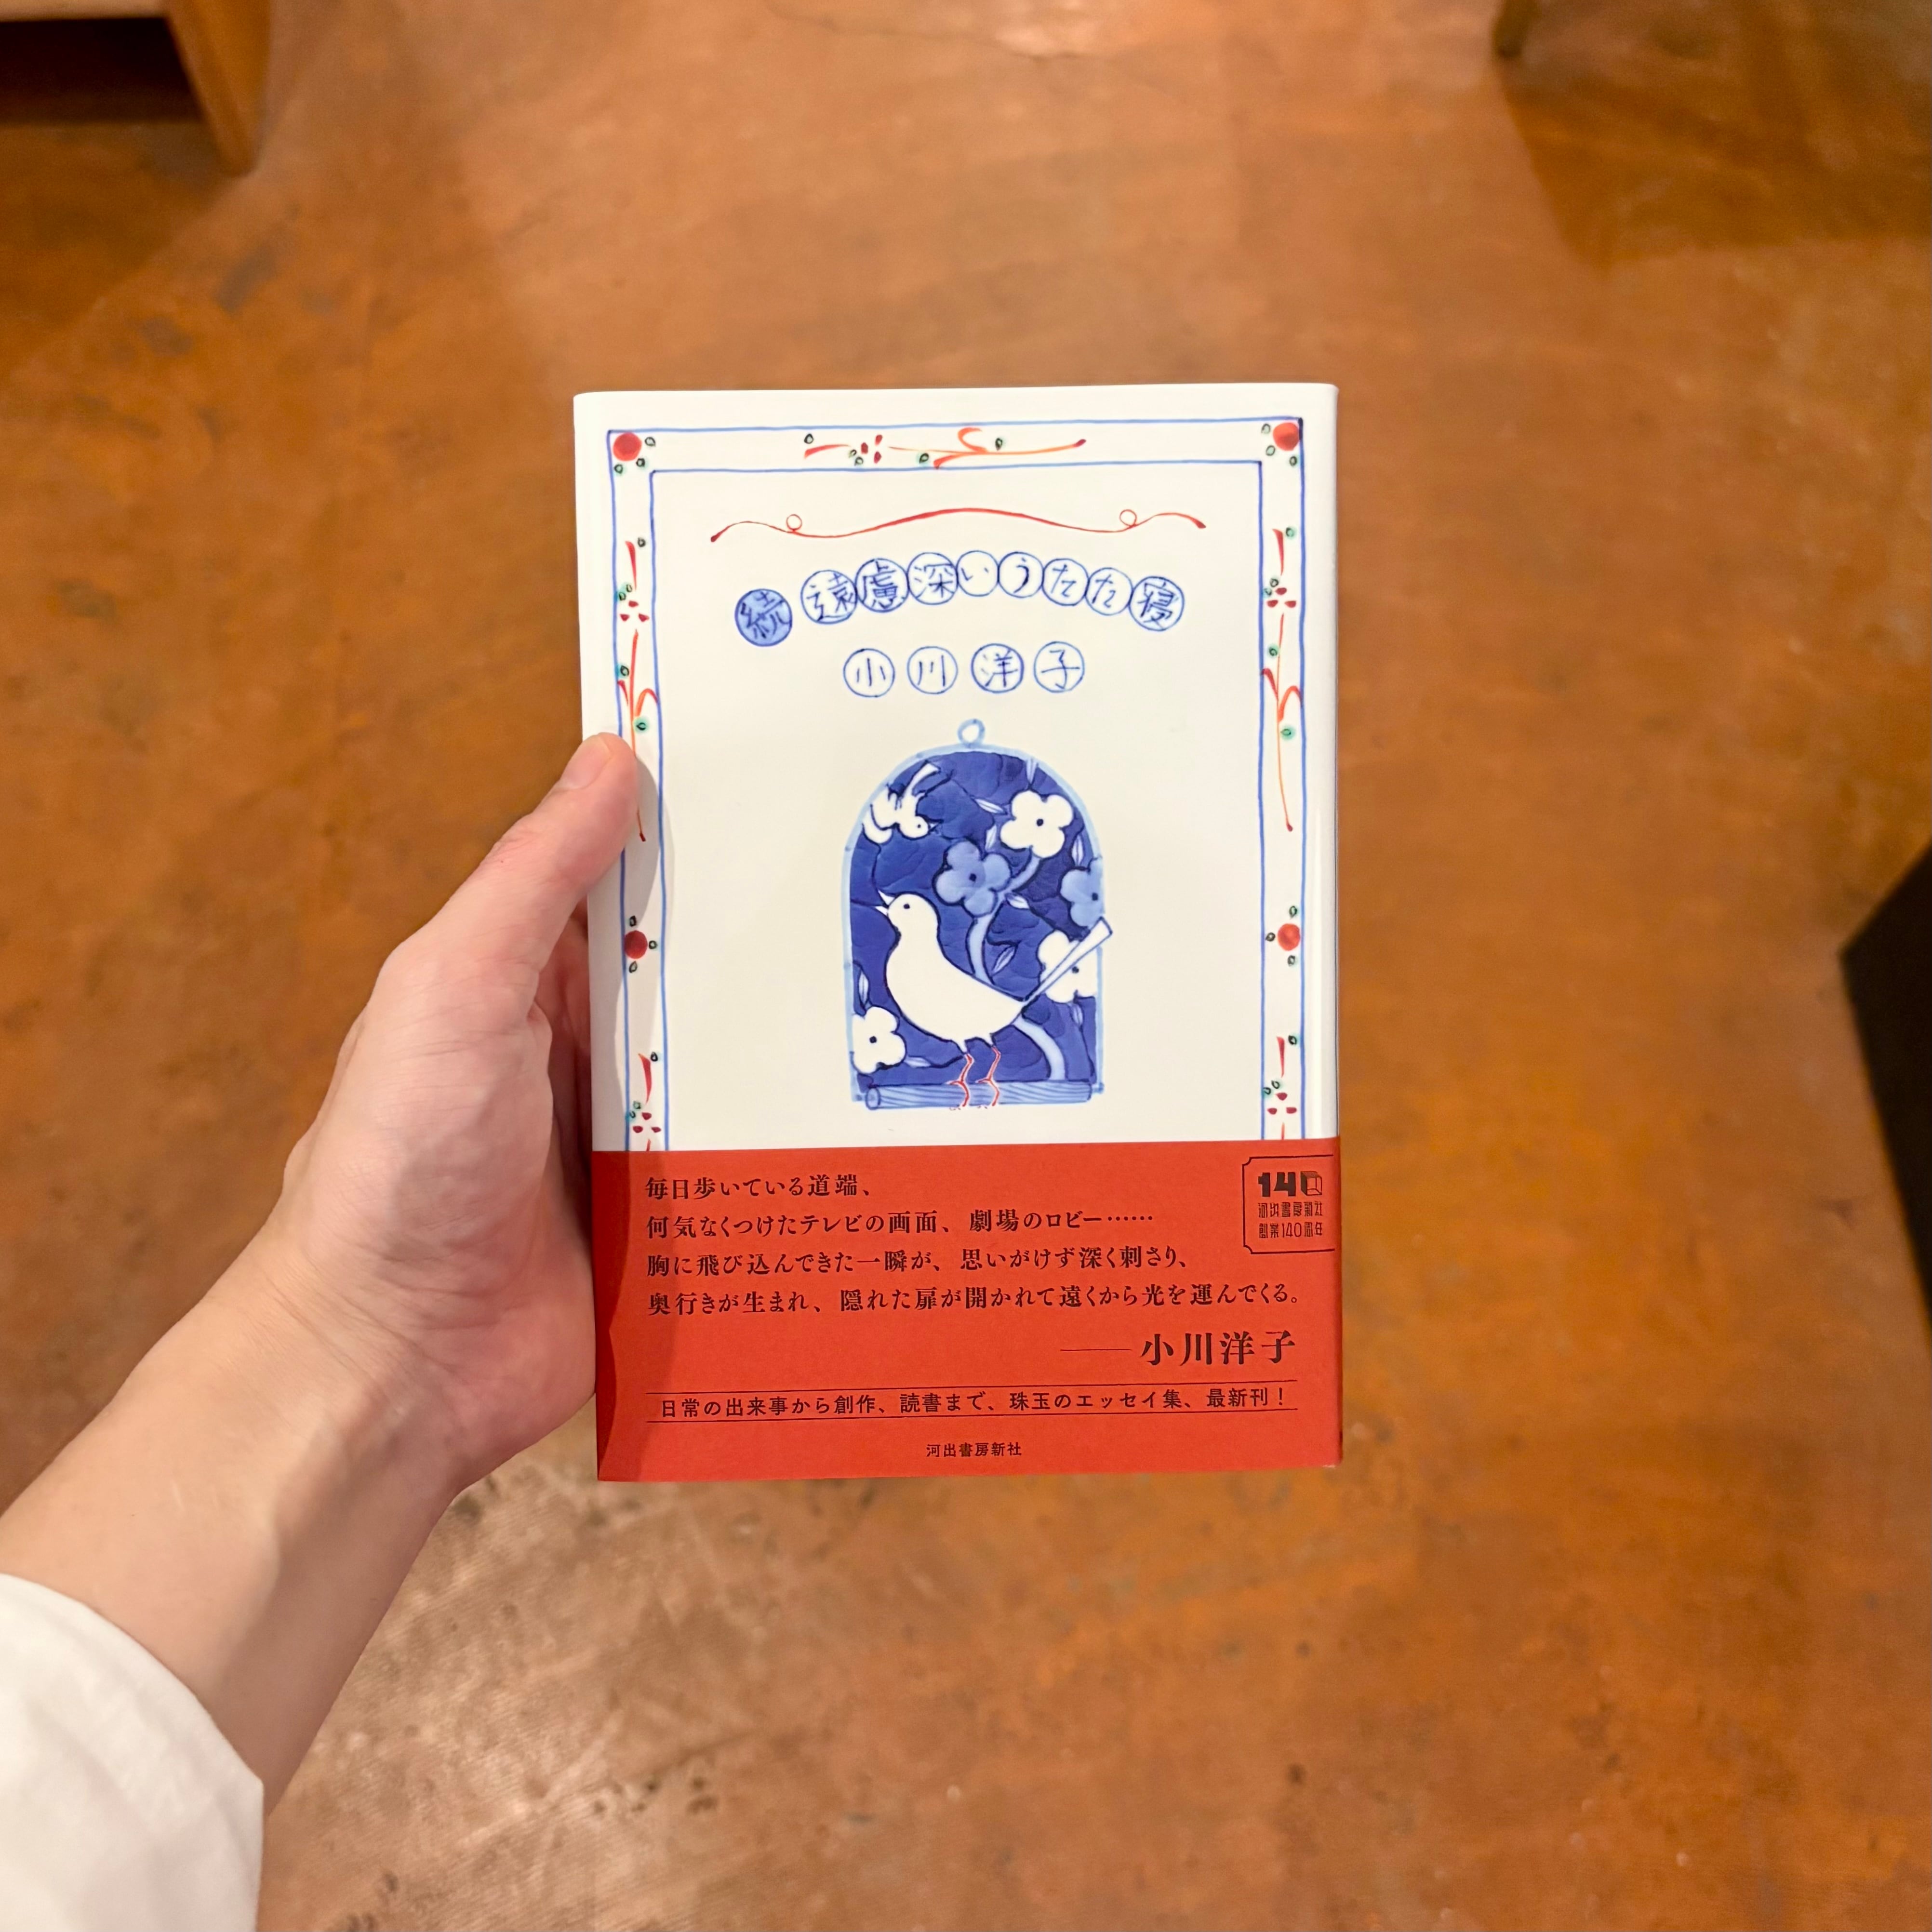 続 遠慮深いうたた寝
小川洋子
毎日歩いている道端、
何気なくつけたテレビの画面、劇場のロビー……
胸に飛び込んできた一瞬が、思いがけず深く刺さり、
奥行きが生まれ、隠れた扉が開かれて遠くから光を運んでくる。
——小川洋子
日常の出来事から創作、読書まで、珠玉のエッセイ集、最新刊！
河出書房新社
140
河出書房新社
創業140周年